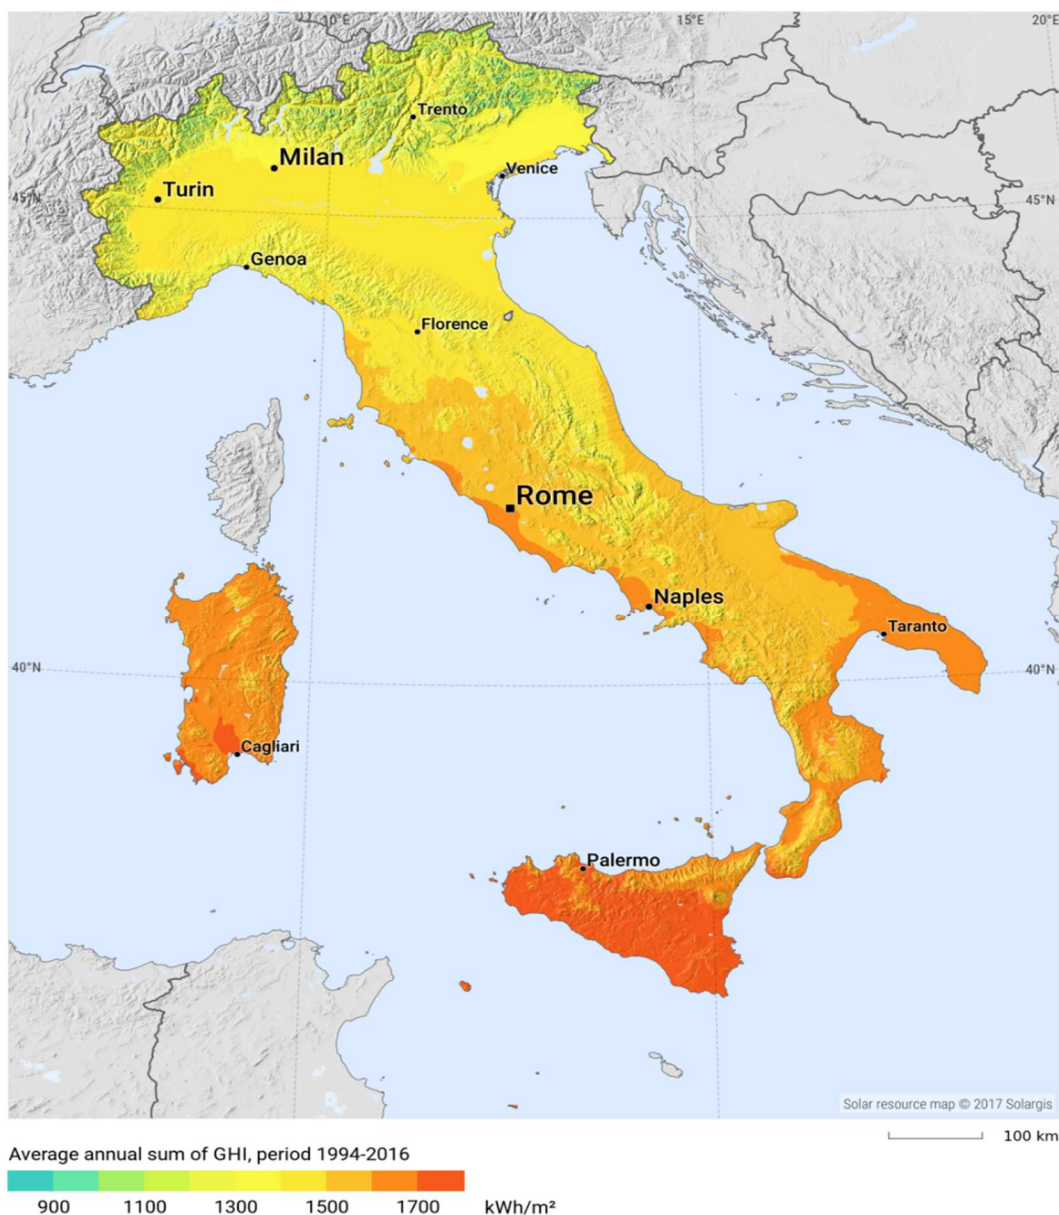 10°E 15°E 20°E
Trento
Milan
Venice
Turin
45°N 45°N
Genoa
Florence
Rome
Naples
Taranto
40°N 40°N
Cagliari
Palermo
Solar resource map © 2017 Solargis
100 km
Average annual sum of GHI, period 1994-2016
900 1100 1300 1500 1700 kWh/m²